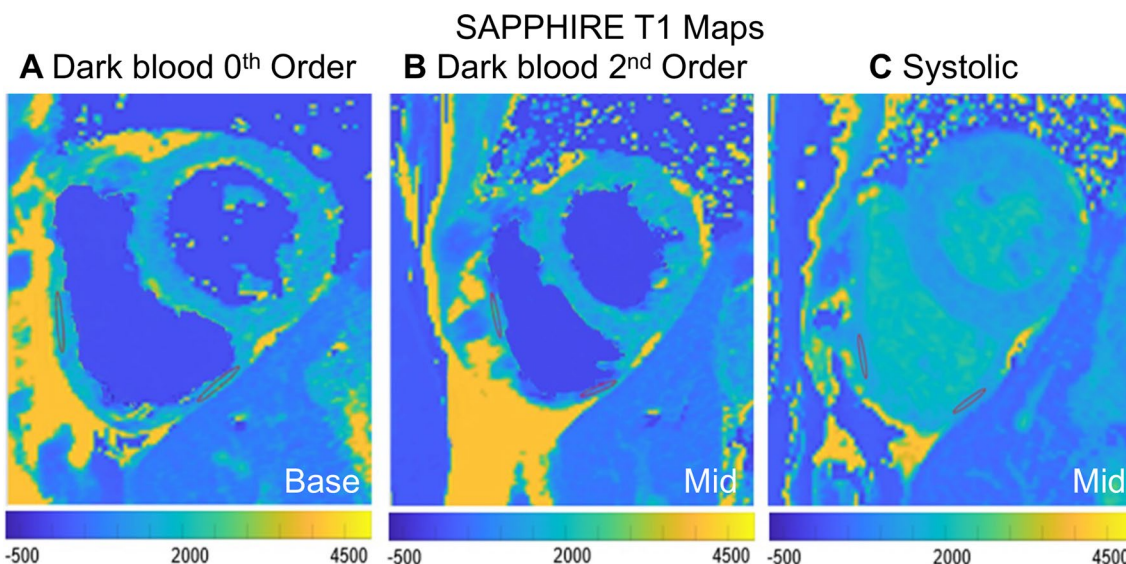 SAPPHIRE T1 Maps
A Dark blood 0th Order
B Dark blood 2nd Order
C Systolic
Base
Mid
Mid
-500 2000 4500
-500 2000 4500
-500 2000 4500